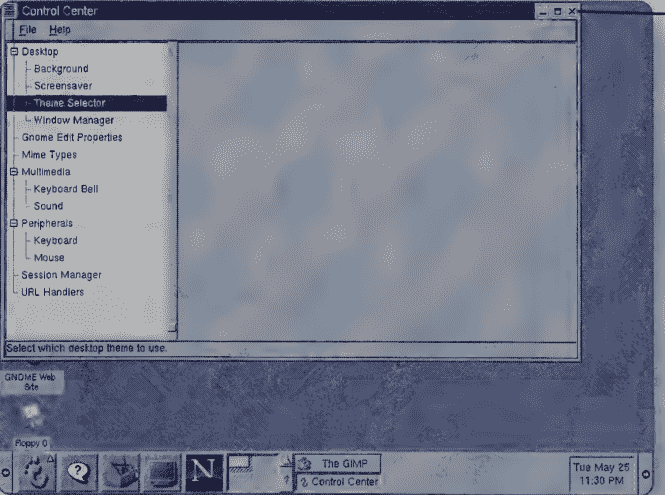 Control Center
File Help
Desktop
Background
Screensaver
Theme Selector
Window Manager
Gnome Edit Properties
Mime Types
Multimedia
Keyboard Bell
Sound
Peripherals
Keyboard
Mouse
Session Manager
URL Handlers
Select which desktop theme to use.
GNOME Web
Site
Floppy 0
N
The GIMP
Control Center
Tue May 25
11:30 PM